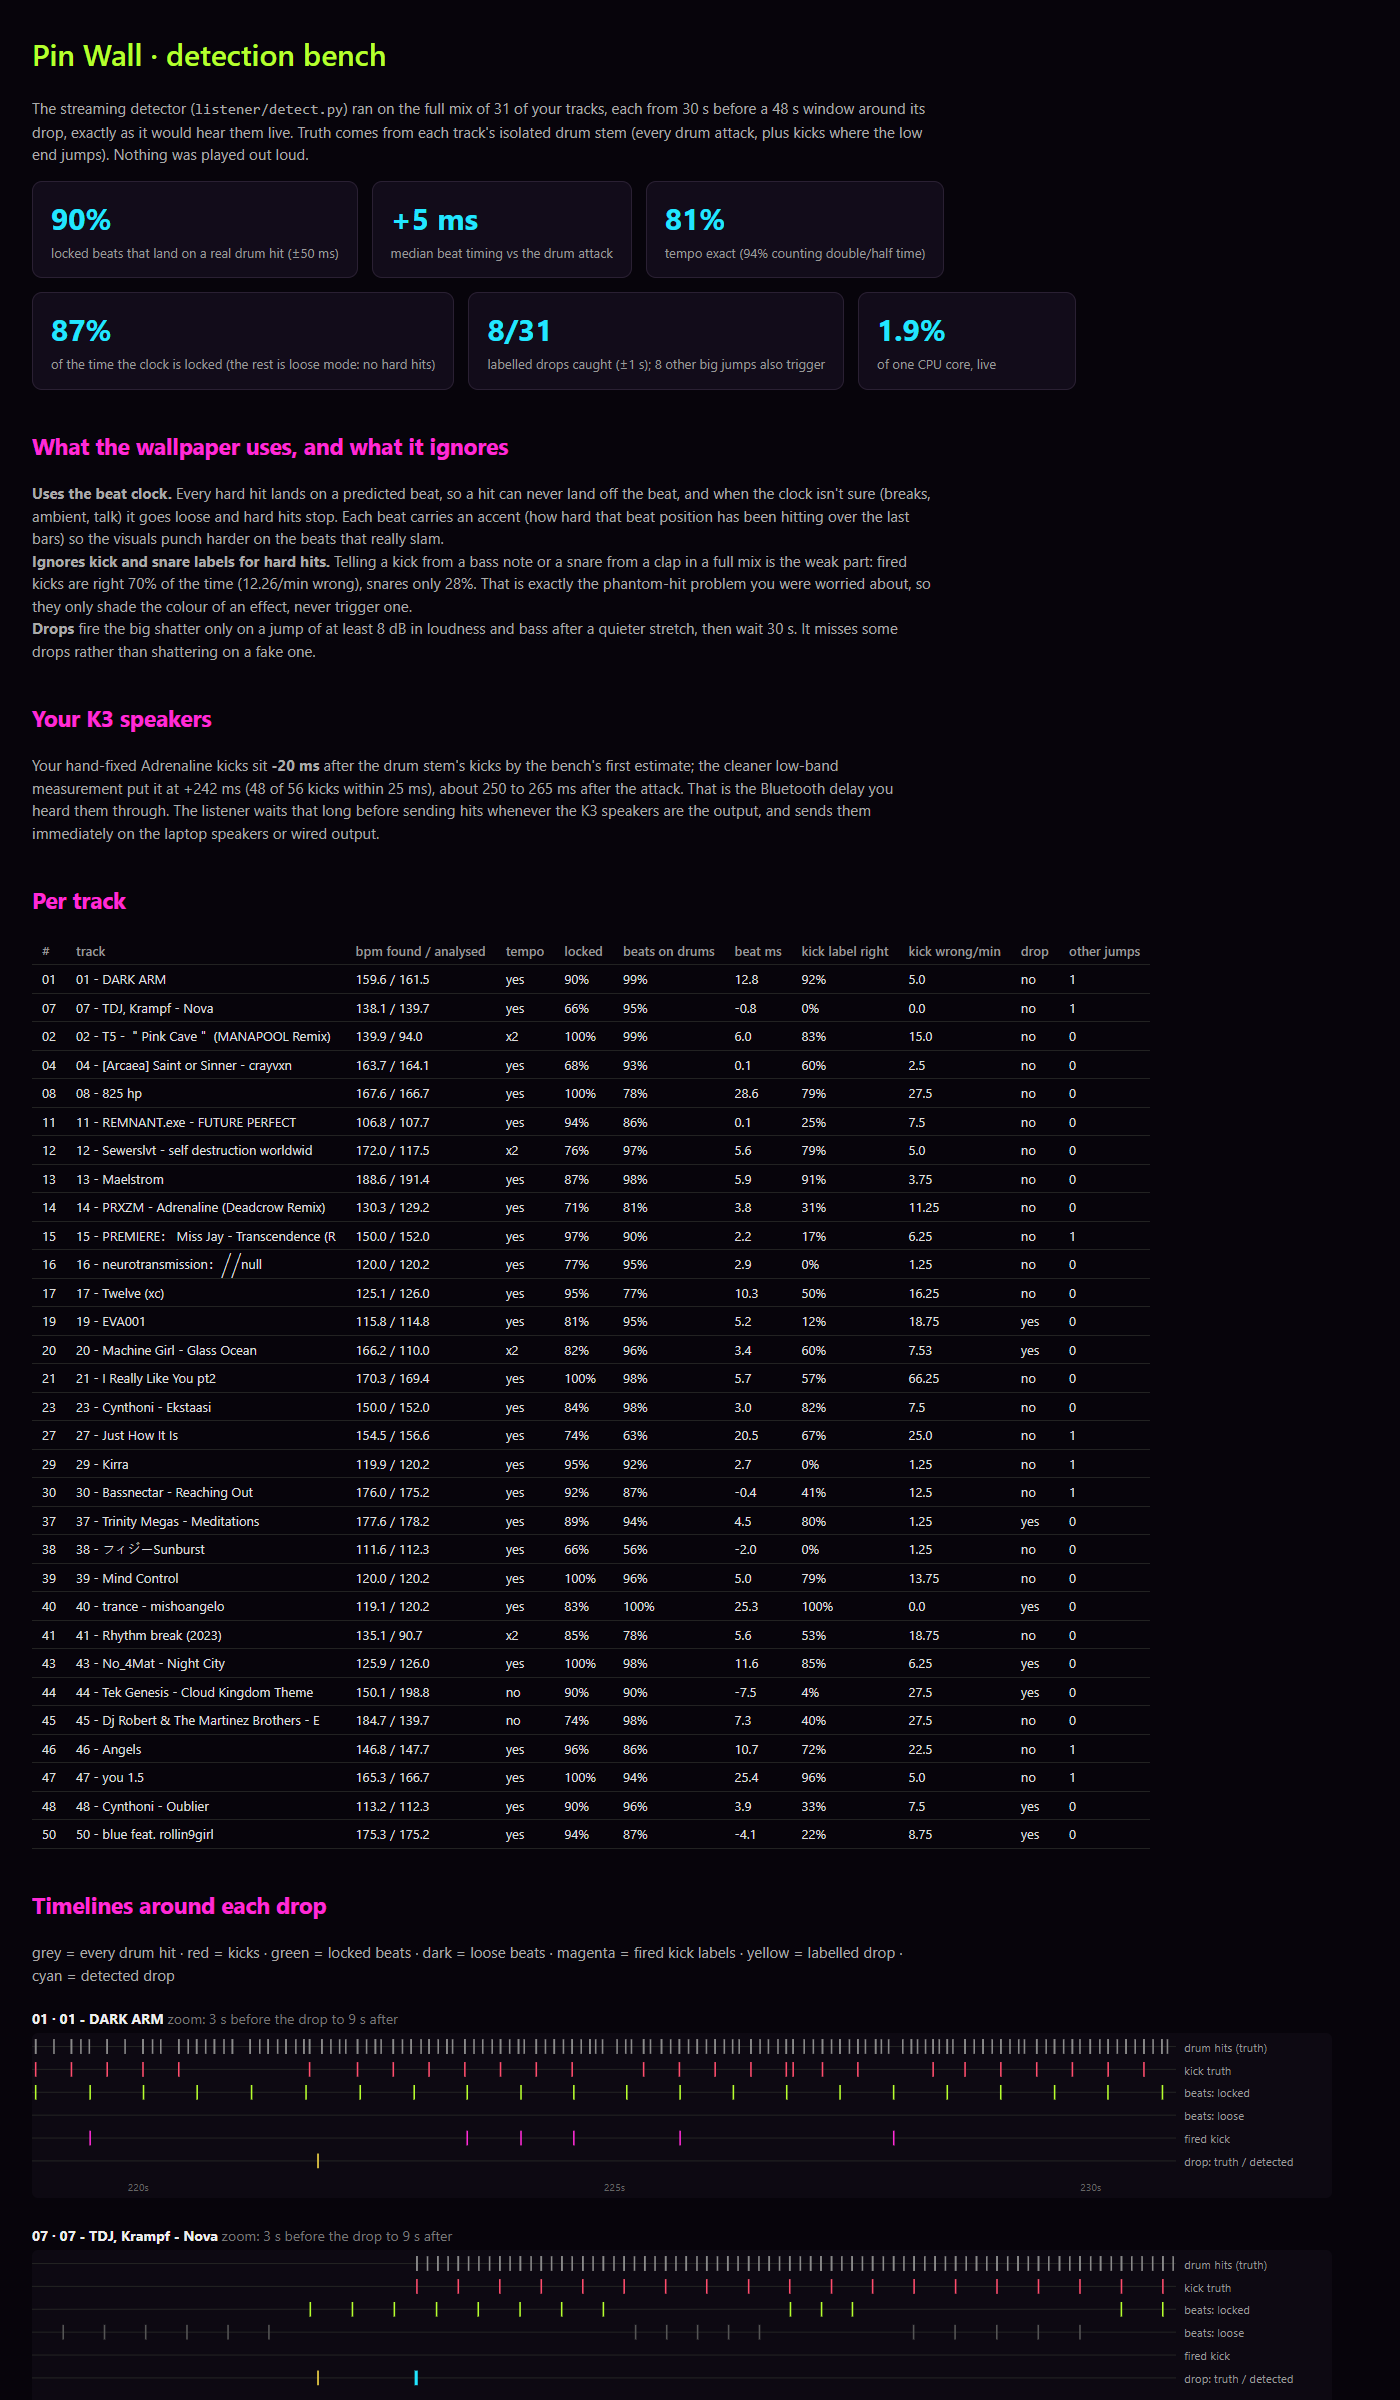 Pin Wall · detection bench
The streaming detector (listener/detect.py) ran on the full mix of 31 of your tracks, each from 30 s before a 48 s window around its
drop, exactly as it would hear them live. Truth comes from each track's isolated drum stem (every drum attack, plus kicks where the low
end jumps). Nothing was played out loud.
90%
locked beats that land on a real drum hit (±50 ms)
+5 ms
median beat timing vs the drum attack
81%
tempo exact (94% counting double/half time)
87%
of the time the clock is locked (the rest is loose mode: no hard hits)
8/31
labelled drops caught (±1 s); 8 other big jumps also trigger
1.9%
of one CPU core, live
What the wallpaper uses, and what it ignores
Uses the beat clock. Every hard hit lands on a predicted beat, so a hit can never land off the beat, and when the clock isn't sure (breaks,
ambient, talk) it goes loose and hard hits stop. Each beat carries an accent (how hard that beat position has been hitting over the last
bars) so the visuals punch harder on the beats that really slam.
Ignores kick and snare labels for hard hits. Telling a kick from a bass note or a snare from a clap in a full mix is the weak part: fired
kicks are right 70% of the time (12.26/min wrong), snares only 28%. That is exactly the phantom-hit problem you were worried about, so
they only shade the colour of an effect, never trigger one.
Drops fire the big shatter only on a jump of at least 8 dB in loudness and bass after a quieter stretch, then wait 30 s. It misses some
drops rather than shattering on a fake one.
Your K3 speakers
Your hand-fixed Adrenaline kicks sit -20 ms after the drum stem's kicks by the bench's first estimate; the cleaner low-band
measurement put it at +242 ms (48 of 56 kicks within 25 ms), about 250 to 265 ms after the attack. That is the Bluetooth delay you
heard them through. The listener waits that long before sending hits whenever the K3 speakers are the output, and sends them
immediately on the laptop speakers or wired output.
Per track
# track bpm found / analysed tempo locked beats on drums beat ms kick label right kick wrong/min drop other jumps
01 01 - DARK ARM 159.6 / 161.5 yes 90% 99% 12.8 92% 5.0 no 1
07 07 - TDJ, Krampf - Nova 138.1 / 139.7 yes 66% 95% -0.8 0% 0.0 no 1
02 02 - T5 - ＂Pink Cave＂ (MANAPOOL Remix) 139.9 / 94.0 x2 100% 99% 6.0 83% 15.0 no 0
04 04 - [Arcaea] Saint or Sinner - crayvxn 163.7 / 164.1 yes 68% 93% 0.1 60% 2.5 no 0
08 08 - 825 hp 167.6 / 166.7 yes 100% 78% 28.6 79% 27.5 no 0
11 11 - REMNANT.exe - FUTURE PERFECT 106.8 / 107.7 yes 94% 86% 0.1 25% 7.5 no 0
12 12 - Sewerslvt - self destruction worldwid 172.0 / 117.5 x2 76% 97% 5.6 79% 5.0 no 0
13 13 - Maelstrom 188.6 / 191.4 yes 87% 98% 5.9 91% 3.75 no 0
14 14 - PRXZM - Adrenaline (Deadcrow Remix) 130.3 / 129.2 yes 71% 81% 3.8 31% 11.25 no 0
15 15 - PREMIERE： Miss Jay - Transcendence (R 150.0 / 152.0 yes 97% 90% 2.2 17% 6.25 no 1
16 16 - neurotransmission： ⧸⧸null 120.0 / 120.2 yes 77% 95% 2.9 0% 1.25 no 0
17 17 - Twelve (xc) 125.1 / 126.0 yes 95% 77% 10.3 50% 16.25 no 0
19 19 - EVA001 115.8 / 114.8 yes 81% 95% 5.2 12% 18.75 yes 0
20 20 - Machine Girl - Glass Ocean 166.2 / 110.0 x2 82% 96% 3.4 60% 7.53 yes 0
21 21 - I Really Like You pt2 170.3 / 169.4 yes 100% 98% 5.7 57% 66.25 no 0
23 23 - Cynthoni - Ekstaasi 150.0 / 152.0 yes 84% 98% 3.0 82% 7.5 no 0
27 27 - Just How It Is 154.5 / 156.6 yes 74% 63% 20.5 67% 25.0 no 1
29 29 - Kirra 119.9 / 120.2 yes 95% 92% 2.7 0% 1.25 no 1
30 30 - Bassnectar - Reaching Out 176.0 / 175.2 yes 92% 87% -0.4 41% 12.5 no 1
37 37 - Trinity Megas - Meditations 177.6 / 178.2 yes 89% 94% 4.5 80% 1.25 yes 0
38 38 - フィジーSunburst 111.6 / 112.3 yes 66% 56% -2.0 0% 1.25 no 0
39 39 - Mind Control 120.0 / 120.2 yes 100% 96% 5.0 79% 13.75 no 0
40 40 - trance - mishoangelo 119.1 / 120.2 yes 83% 100% 25.3 100% 0.0 yes 0
41 41 - Rhythm break (2023) 135.1 / 90.7 x2 85% 78% 5.6 53% 18.75 no 0
43 43 - No_4Mat - Night City 125.9 / 126.0 yes 100% 98% 11.6 85% 6.25 yes 0
44 44 - Tek Genesis - Cloud Kingdom Theme 150.1 / 198.8 no 90% 90% -7.5 4% 27.5 yes 0
45 45 - Dj Robert & The Martinez Brothers - E 184.7 / 139.7 no 74% 98% 7.3 40% 27.5 no 0
46 46 - Angels 146.8 / 147.7 yes 96% 86% 10.7 72% 22.5 no 1
47 47 - you 1.5 165.3 / 166.7 yes 100% 94% 25.4 96% 5.0 no 1
48 48 - Cynthoni - Oublier 113.2 / 112.3 yes 90% 96% 3.9 33% 7.5 yes 0
50 50 - blue feat. rollin9girl 175.3 / 175.2 yes 94% 87% -4.1 22% 8.75 yes 0
Timelines around each drop
grey = every drum hit · red = kicks · green = locked beats · dark = loose beats · magenta = fired kick labels · yellow = labelled drop ·
cyan = detected drop
01 · 01 - DARK ARM zoom: 3 s before the drop to 9 s after
drum hits (truth)
kick truth
beats: locked
beats: loose
fired kick
drop: truth / detected
220s 225s 230s
07 · 07 - TDJ, Krampf - Nova zoom: 3 s before the drop to 9 s after
drum hits (truth)
kick truth
beats: locked
beats: loose
fired kick
drop: truth / detected